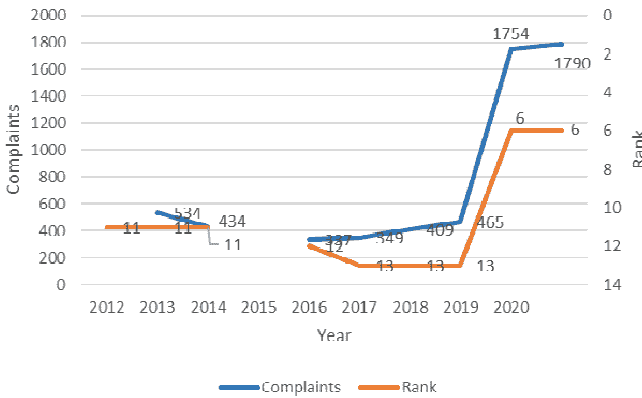 2000 0
1800 1754 2
1790
1600 4
1400
1200 6 6 6
1000 8
800
600 534 10
400 11 11 434 337 349 409 465
11 12 12
200 13 13 13
0 14
2012 2013 2014 2015 2016 2017 2018 2019 2020
Year
Complaints
Rank
Complaints Rank